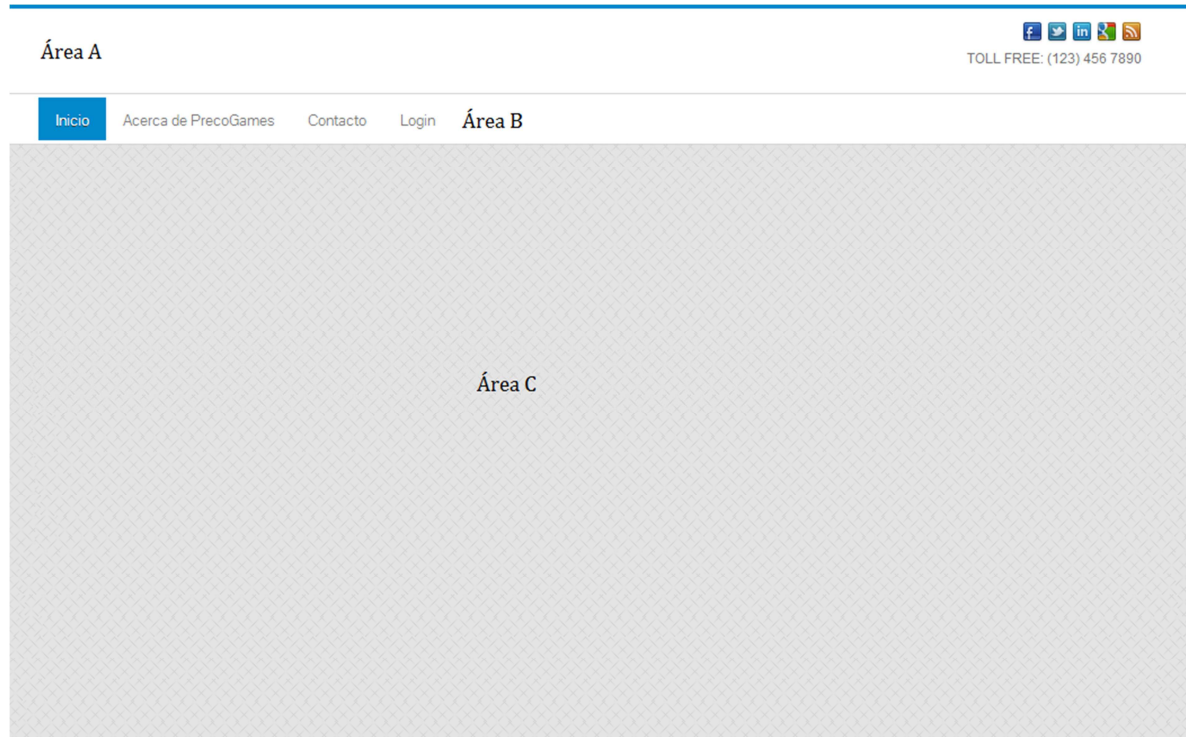 Área A
TOLL FREE: (123) 456 7890
Inicio Acerca de PrecoGames Contacto Login Área B
Área C